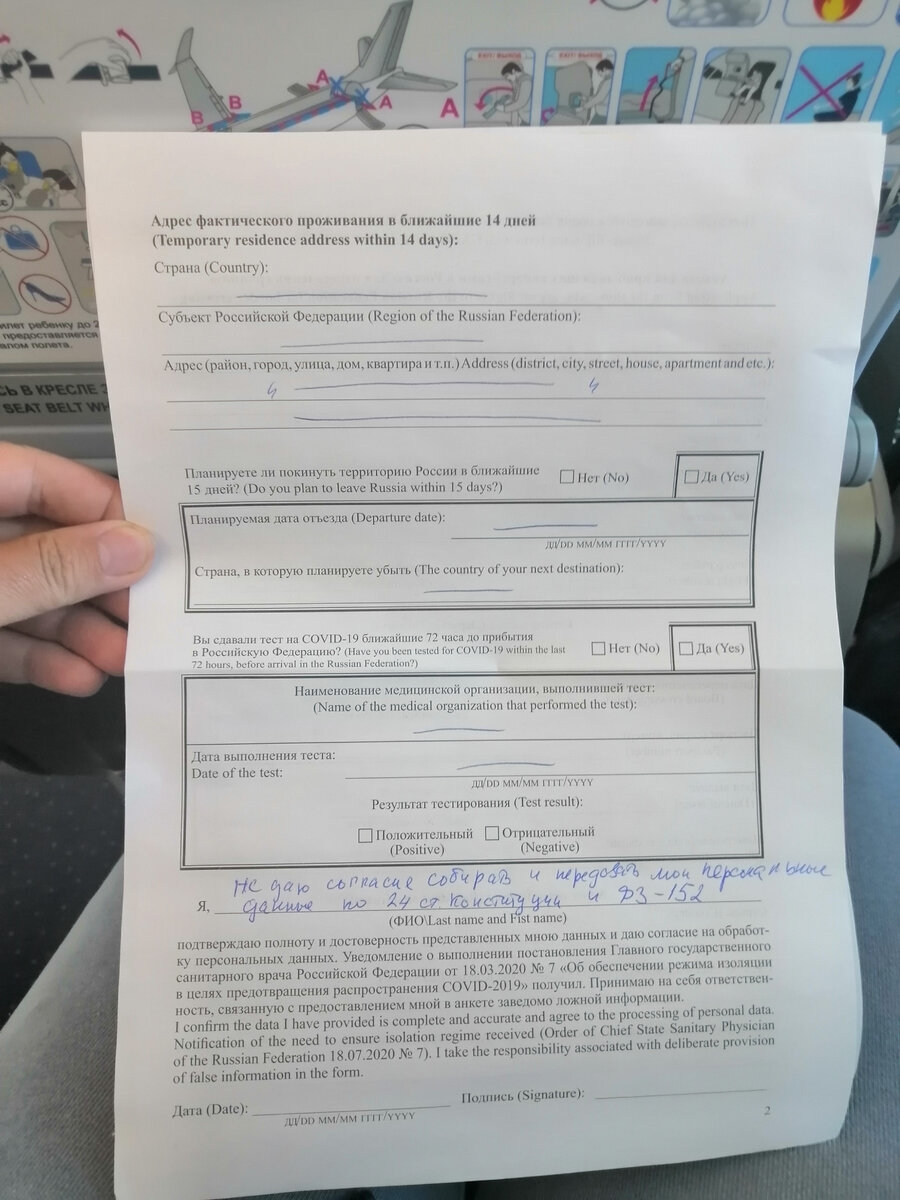 EXIT/ВЫХОД
EXIT/ВЫХОД
A
A
A
B
B
предоставляется
полета.
В КРЕСЛЕ
SEAT BELT
Адрес фактического проживания в ближайшие 14 дней
(Temporary residence address within 14 days):
Страна (Country):
Субъект Российской Федерации (Region of the Russian Federation):
Адрес (район, город, улица, дом, квартира и т.п.) Address (district, city, street, house, apartment and etc.):
Планируете ли покинуть территорию России в ближайшие
15 дней? (Do you plan to leave Russia within 15 days?)
Нет (No)
Да (Yes)
Планируемая дата отъезда (Departure date):
ДД/DD ММ/MM ГГГГ/YYYY
Страна, в которую планируете убыть (The country of your next destination):
Вы сдавали тест на COVID-19 ближайшие 72 часа до прибытия
в Российскую Федерацию? (Have you been tested for COVID-19 within the last
72 hours, before arrival in the Russian Federation?)
Нет (No)
Да (Yes)
Наименование медицинской организации, выполнившей тест:
(Name of the medical organization that performed the test):
Дата выполнения теста:
Date of the test:
ДД/DD ММ/MM ГГГГ/YYYY
Результат тестирования (Test result):
Положительный
(Positive)
Отрицательный
(Negative)
Не даю согласие собирать и передовать мои персональные
Я, данные по 24 ст Конституции и ФЗ-152
(ФИО\Last name and Fist name)
подтверждаю полноту и достоверность представленных мною данных и даю согласие на обработ-
ку персональных данных. Уведомление о выполнении постановления Главного государственного
санитарного врача Российской Федерации от 18.03.2020 № 7 «Об обеспечении режима изоляции
в целях предотвращения распространения COVID-2019» получил. Принимаю на себя ответствен-
ность, связанную с предоставлением мной в анкете заведомо ложной информации.
I confirm the data I have provided is complete and accurate and agree to the processing of personal data.
Notification of the need to ensure isolation regime received (Order of Chief State Sanitary Physician
of the Russian Federation 18.07.2020 № 7). I take the responsibility associated with deliberate provision
of false information in the form.
Дата (Date):
ДД/DD ММ/MM ГГГГ/YYYY
Подпись (Signature):
2